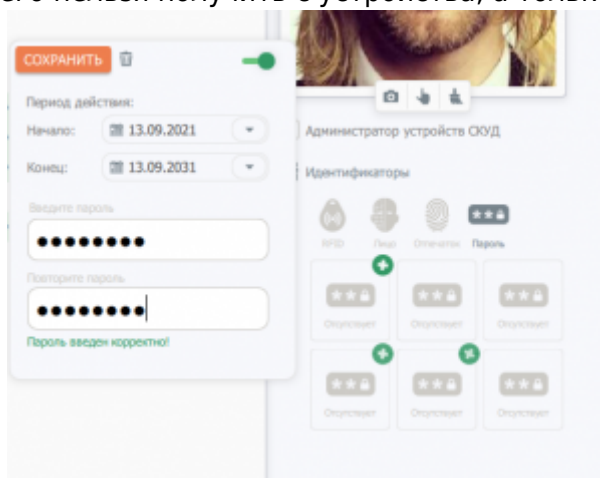 СОХРАНИТЬ
Период действия:
Начало: 13.09.2021
Конец: 13.09.2031
Введите пароль
●●●●●●●●
Повторите пароль
●●●●●●●●
Пароль введен корректно!
Администратор устройств СКУД
Идентификаторы
RFID Лицо Отпечаток Пароль
Отсутствует Отсутствует Отсутствует
Отсутствует Отсутствует Отсутствует